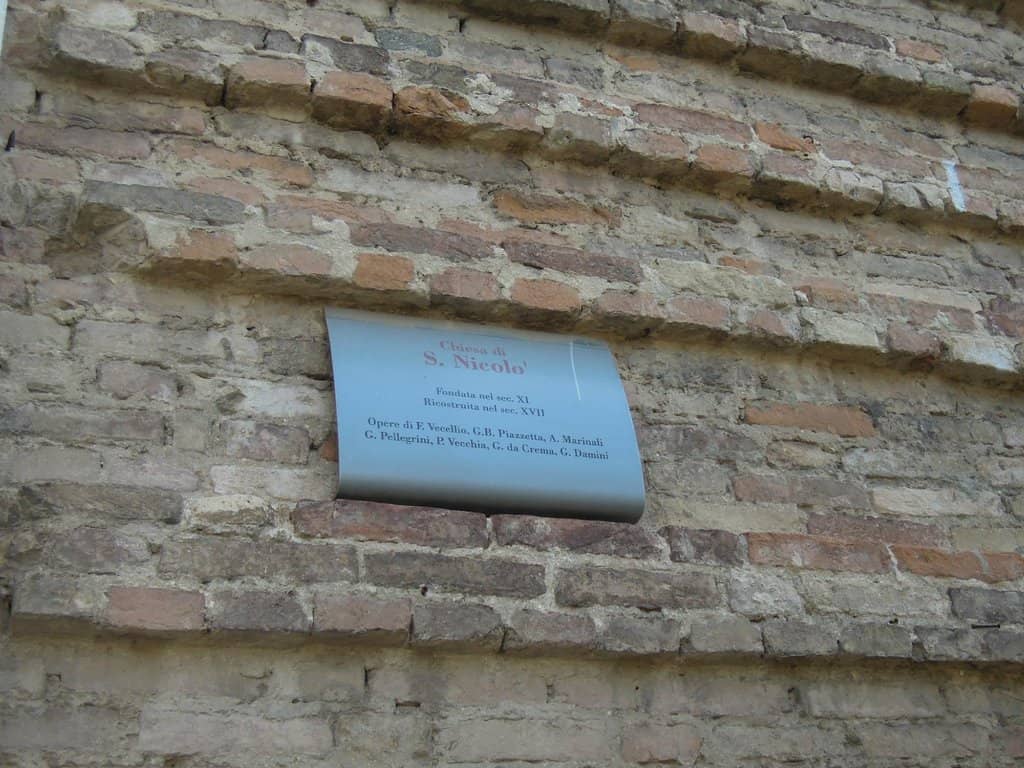 Chiesa di
S. Nicolo'
Fondata nel sec. XI
Ricostruita nel sec. XVII
Opere di F. Vecellio, G.B. Piazzetta, A. Marinali
G. Pellegrini, P. Vecchia, G. da Crema, G. Damini